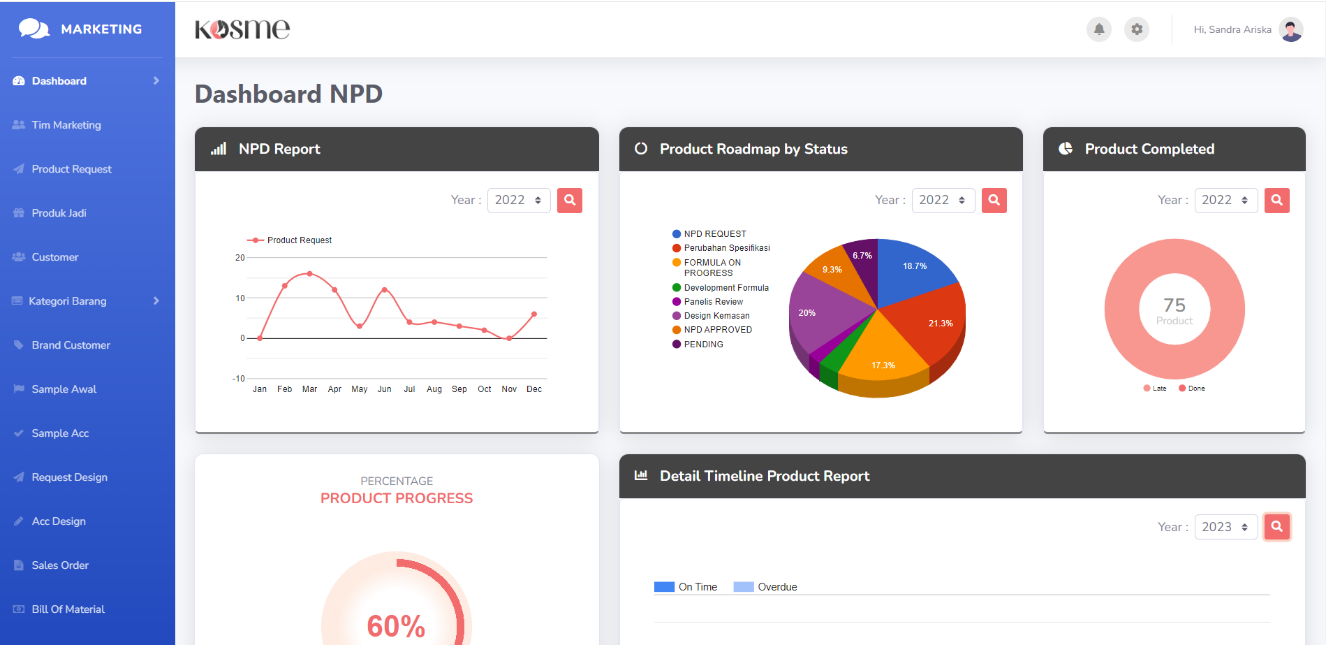 MARKETING
Dashboard
Tim Marketing
Product Request
Produk Jadi
Customer
Kategori Barang
Brand Customer
Sample Awal
Sample Acc
Request Design
Acc Design
Sales Order
Bill Of Material
kosme
Hi, Sandra Ariska
Dashboard NPD
NPD Report
Year : 2022
Product Request
20
10
0
-10
Jan Feb Mar Apr May Jun Jul Aug Sep Oct Nov Dec
Product Roadmap by Status
Year : 2022
NPD REQUEST
Perubahan Spesifikasi
FORMULA ON
PROGRESS
Development Formula
Panelis Review
Design Kemasan
NPD APPROVED
PENDING
18.7%
21.3%
17.3%
20%
9.3%
6.7%
Product Completed
Year : 2022
75
Product
Late Done
PERCENTAGE
PRODUCT PROGRESS
60%
Detail Timeline Product Report
Year : 2023
On Time Overdue